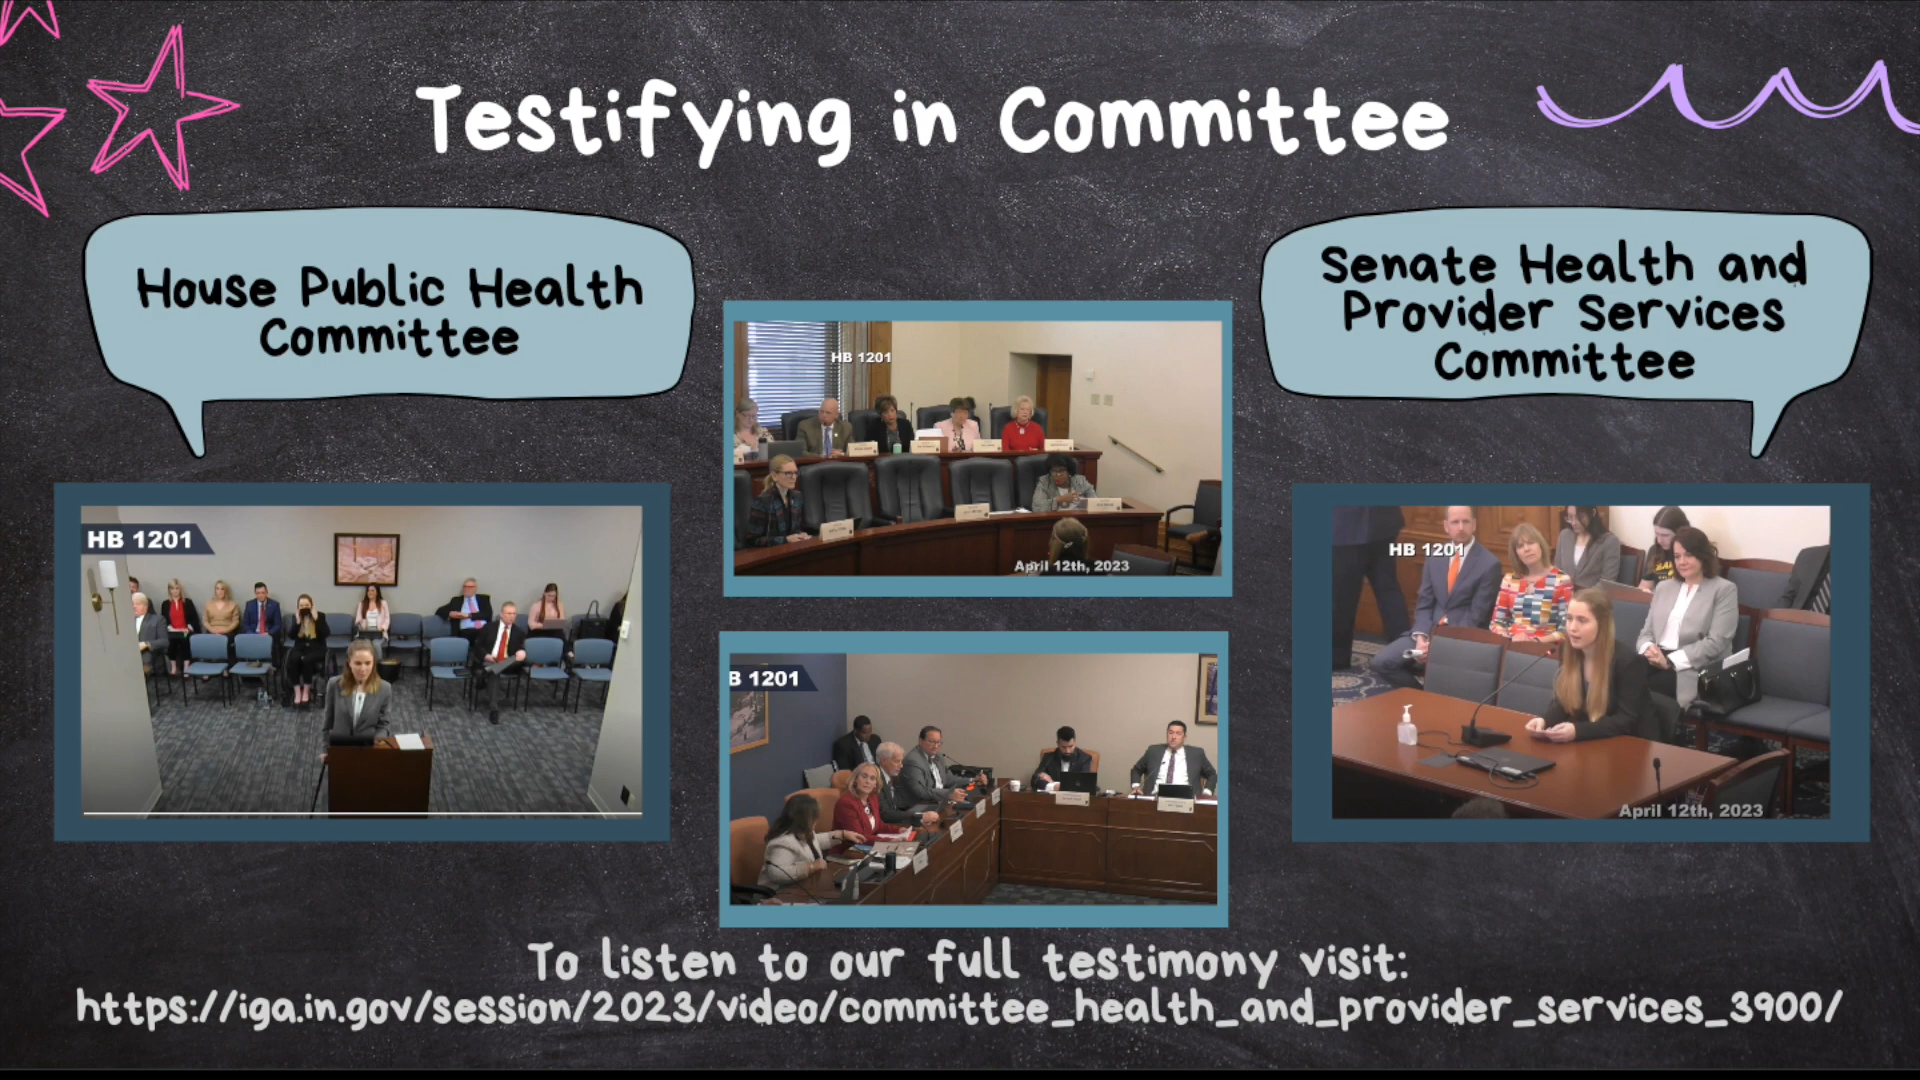 Testifying in Committee
House Public Health
Committee
Senate Health and
Provider Services
Committee
HB 1201
April 12th, 2023
HB 1201
B 1201
HB 1201
April 12th, 2023
To listen to our full testimony visit:
https://iga.in.gov/session/2023/video/committee_health_and_provider_services_3900/